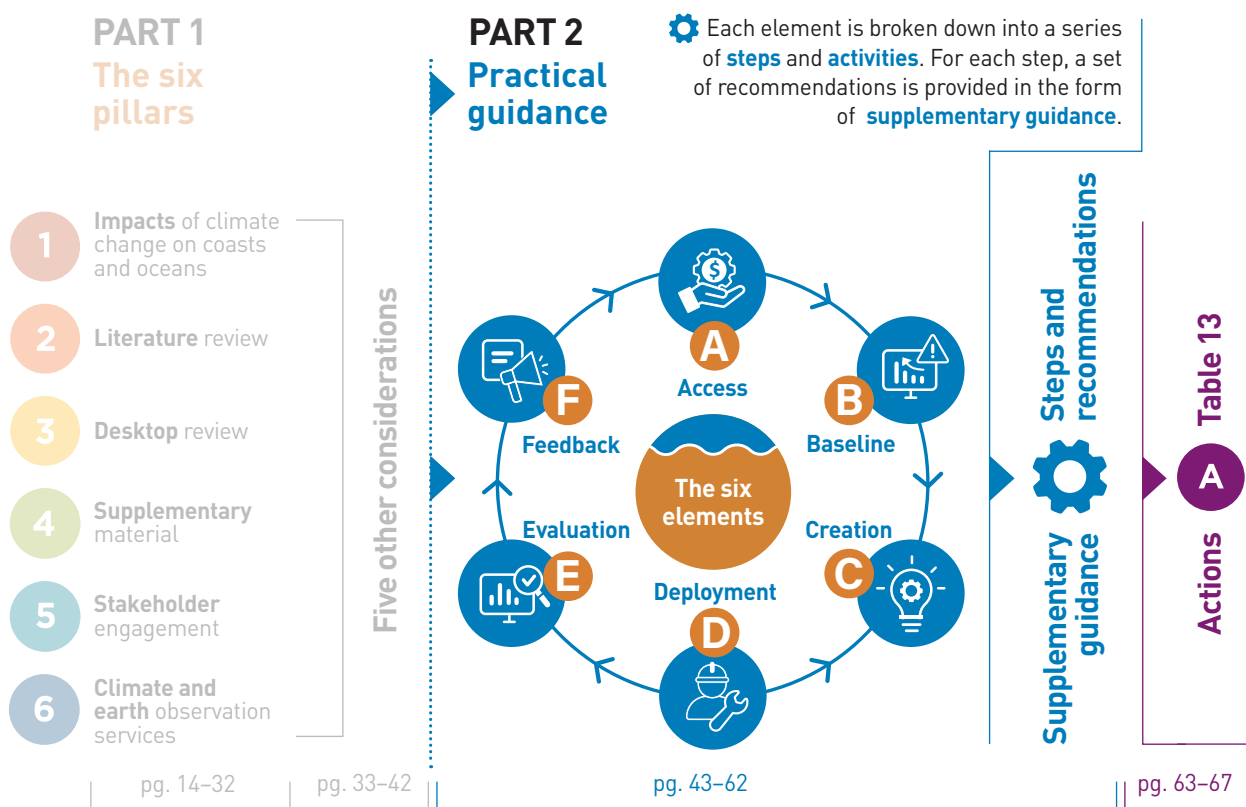 PART 1
The six
pillars
1
Impacts of climate
change on coasts
and oceans
2
Literature review
3
Desktop review
4
Supplementary
material
5
Stakeholder
engagement
6
Climate and
earth observation
services
Five other considerations
pg. 14–32
pg. 33–42
PART 2
Practical
guidance
Each element is broken down into a series
of steps and activities. For each step, a set
of recommendations is provided in the form
of supplementary guidance.
$
A
Access
B
Baseline
C
Creation
D
Deployment
E
Evaluation
F
Feedback
The six
elements
pg. 43–62
Steps and
recommendations
Supplementary
guidance
Table 13
A
Actions
pg. 63–67